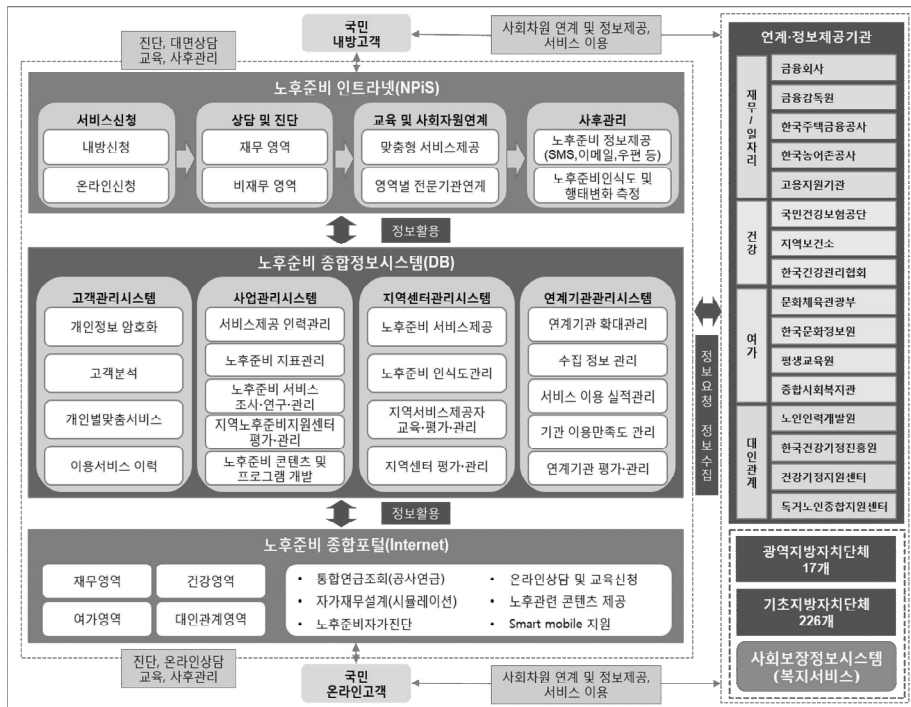 국민
내방고객
진단, 대면상담
교육, 사후관리
사회차원 연계 및 정보제공,
서비스 이용
노후준비 인트라넷(NPiS)
서비스신청
내방신청
온라인신청
상담 및 진단
재무 영역
비재무 영역
교육 및 사회자원연계
맞춤형 서비스제공
영역별 전문기관연계
사후관리
노후준비 정보제공
(SMS,이메일,우편 등)
노후준비인식도 및
행태변화 측정
정보활용
노후준비 종합정보시스템(DB)
고객관리시스템
개인정보 암호화
고객분석
개인별맞춤서비스
이용서비스 이력
사업관리시스템
서비스제공 인력관리
노후준비 지표관리
노후준비 서비스
조사·연구·관리
지역노후준비지원센터
평가·관리
노후준비 콘텐츠 및
프로그램 개발
지역센터관리시스템
노후준비 서비스제공
노후준비 인식도관리
지역서비스제공자
교육·평가·관리
지역센터 평가·관리
연계기관관리시스템
연계기관 확대관리
수집 정보 관리
서비스 이용 실적관리
기관 이용만족도 관리
연계기관 평가·관리
정보활용
노후준비 종합포털(Internet)
재무영역
건강영역
여가영역
대인관계영역
• 통합연금조회(공사연금)
• 자가재무설계(시뮬레이션)
• 노후준비자가진단
• 온라인상담 및 교육신청
• 노후관련 콘텐츠 제공
• Smart mobile 지원
진단, 온라인상담
교육, 사후관리
국민
온라인고객
사회차원 연계 및 정보제공,
서비스 이용
정보요청 정보수집
연계·정보제공기관
재무/일자리
금융회사
금융감독원
한국주택금융공사
한국농어촌공사
고용지원기관
건강
국민건강보험공단
지역보건소
한국건강관리협회
여가
문화체육관광부
한국문화정보원
평생교육원
종합사회복지관
대인관계
노인인력개발원
한국건강기정진흥원
건강기정지원센터
독거노인종합지원센터
광역지방자치단체
17개
기초지방자치단체
226개
사회보장정보시스템
(복지서비스)